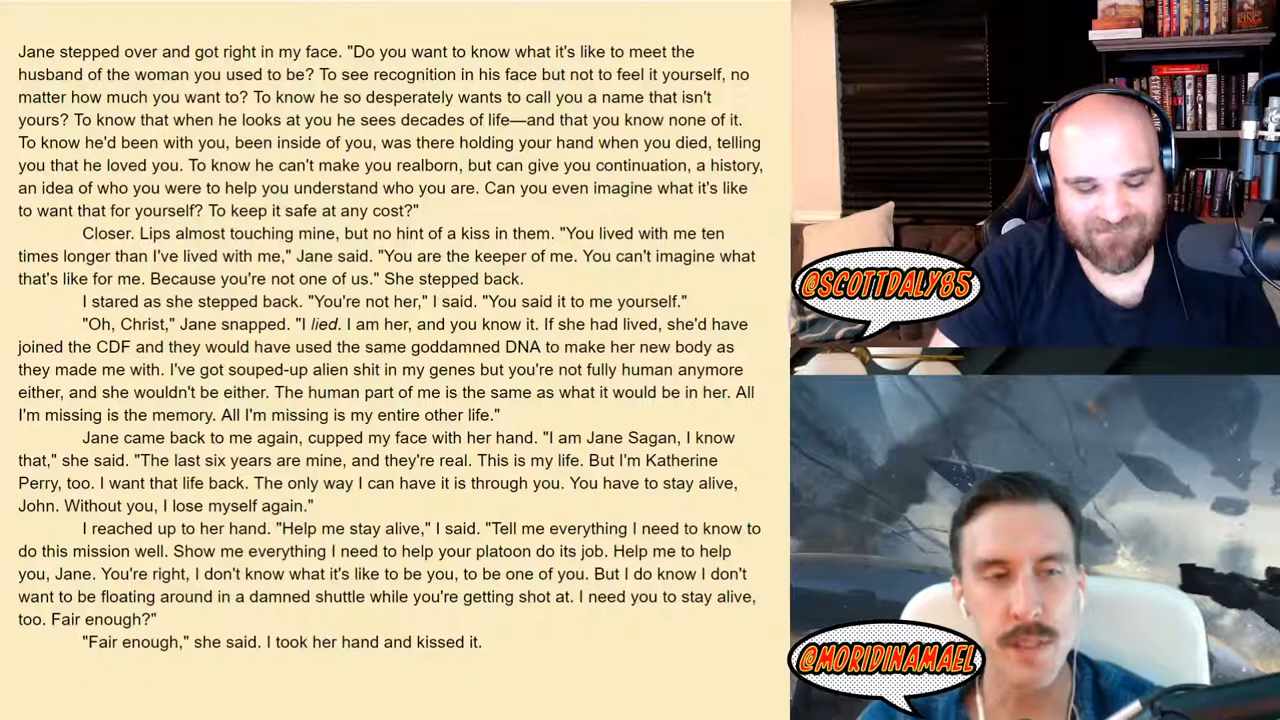 Jane stepped over and got right in my face. "Do you want to know what it's like to meet the
husband of the woman you used to be? To see recognition in his face but not to feel it yourself, no
matter how much you want to? To know he so desperately wants to call you a name that isn't
yours? To know that when he looks at you he sees decades of life—and that you know none of it.
To know he'd been with you, been inside of you, was there holding your hand when you died, telling
you that he loved you. To know he can't make you realborn, but can give you continuation, a history,
an idea of who you were to help you understand who you are. Can you even imagine what it's like
to want that for yourself? To keep it safe at any cost?"
Closer. Lips almost touching mine, but no hint of a kiss in them. "You lived with me ten
times longer than I've lived with me," Jane said. "You are the keeper of me. You can't imagine what
that's like for me. Because you're not one of us." She stepped back.
I stared as she stepped back. "You're not her," I said. "You said it to me yourself."
"Oh, Christ," Jane snapped. "I lied. I am her, and you know it. If she had lived, she'd have
joined the CDF and they would have used the same goddamned DNA to make her new body as
they made me with. I've got souped-up alien shit in my genes but you're not fully human anymore
either, and she wouldn't be either. The human part of me is the same as what it would be in her. All
I'm missing is the memory. All I'm missing is my entire other life."
Jane came back to me again, cupped my face with her hand. "I am Jane Sagan, I know
that," she said. "The last six years are mine, and they're real. This is my life. But I'm Katherine
Perry, too. I want that life back. The only way I can have it is through you. You have to stay alive,
John. Without you, I lose myself again."
I reached up to her hand. "Help me stay alive," I said. "Tell me everything I need to know to
do this mission well. Show me everything I need to help your platoon do its job. Help me to help
you, Jane. You're right, I don't know what it's like to be you, to be one of you. But I do know I don't
want to be floating around in a damned shuttle while you're getting shot at. I need you to stay alive,
too. Fair enough?"
"Fair enough," she said. I took her hand and kissed it.
@SCOTTDALY85
@MORIDINAMAEL